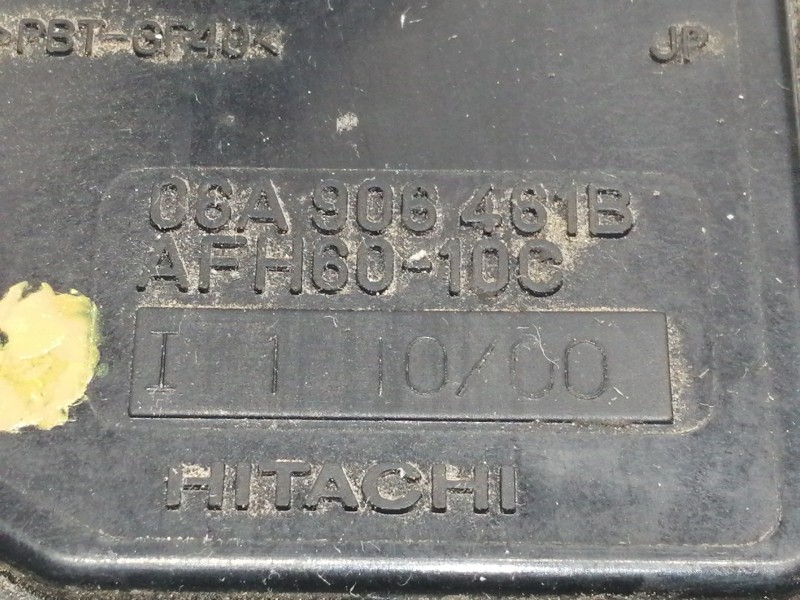 >PBT-GF40< JP
06A 906 461B
AFH60-10C
I 1 10/00
HITACHI